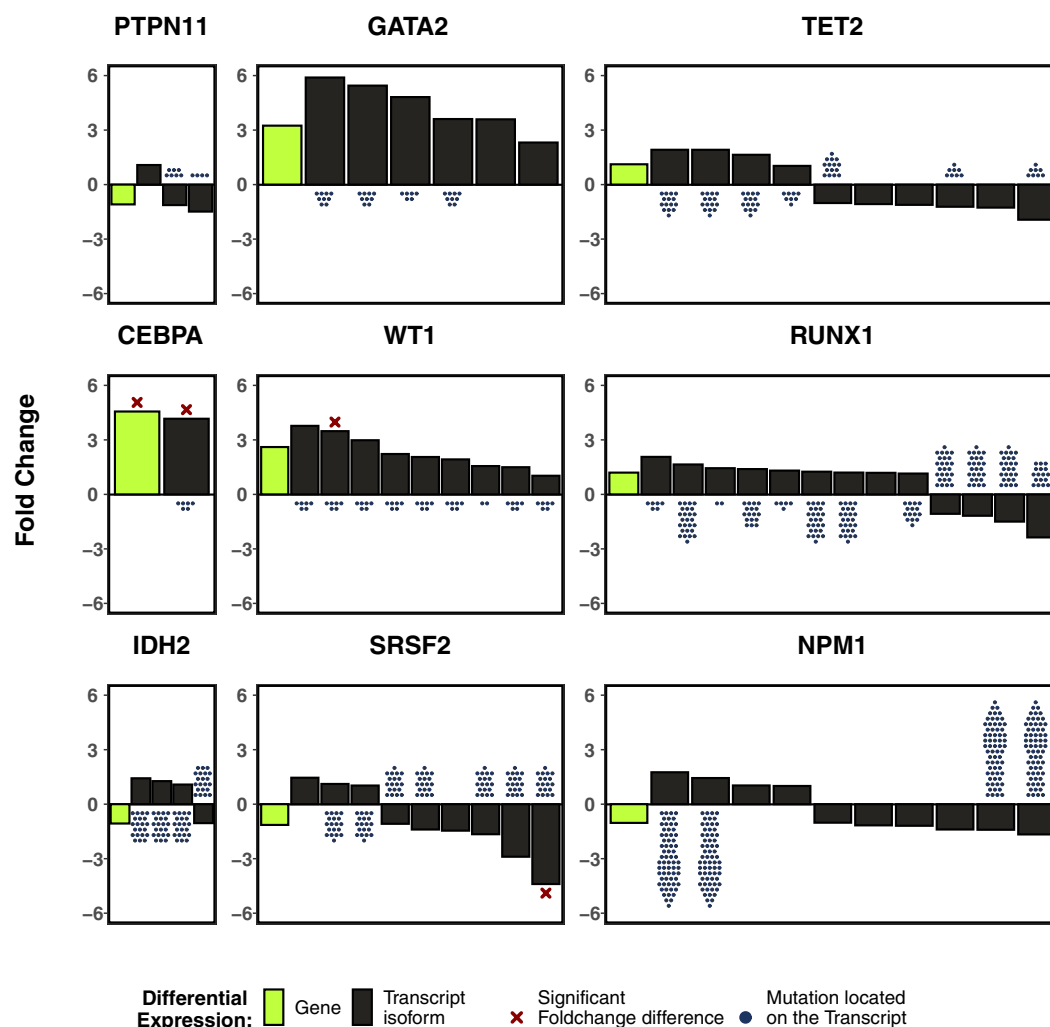 PTPN11 GATA2 TET2
6 6 6
3 3 3
0 0 0
−3 −3 −3
−6 −6 −6
CEBPA WT1 RUNX1
6 6 6
3 3 3
0 0 0
−3 −3 −3
−6 −6 −6
Fold Change
IDH2 SRSF2 NPM1
6 6 6
3 3 3
0 0 0
−3 −3 −3
−6 −6 −6
Differential
Expression:
Gene
Transcript
isoform
Significant
Foldchange difference
Mutation located
on the Transcript